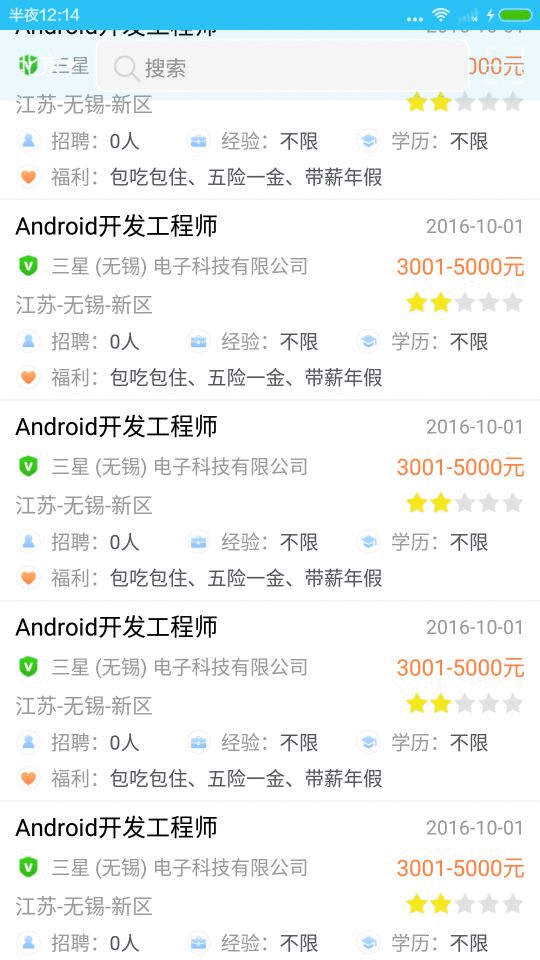 半夜12:14
Android开发工程师
三星
搜索
000元
江苏-无锡-新区
招聘：0人 经验：不限 学历：不限
福利：包吃包住、五险一金、带薪年假
Android开发工程师 2016-10-01
三星 (无锡) 电子科技有限公司 3001-5000元
江苏-无锡-新区
招聘：0人 经验：不限 学历：不限
福利：包吃包住、五险一金、带薪年假
Android开发工程师 2016-10-01
三星 (无锡) 电子科技有限公司 3001-5000元
江苏-无锡-新区
招聘：0人 经验：不限 学历：不限
福利：包吃包住、五险一金、带薪年假
Android开发工程师 2016-10-01
三星 (无锡) 电子科技有限公司 3001-5000元
江苏-无锡-新区
招聘：0人 经验：不限 学历：不限
福利：包吃包住、五险一金、带薪年假
Android开发工程师 2016-10-01
三星 (无锡) 电子科技有限公司 3001-5000元
江苏-无锡-新区
招聘：0人 经验：不限 学历：不限